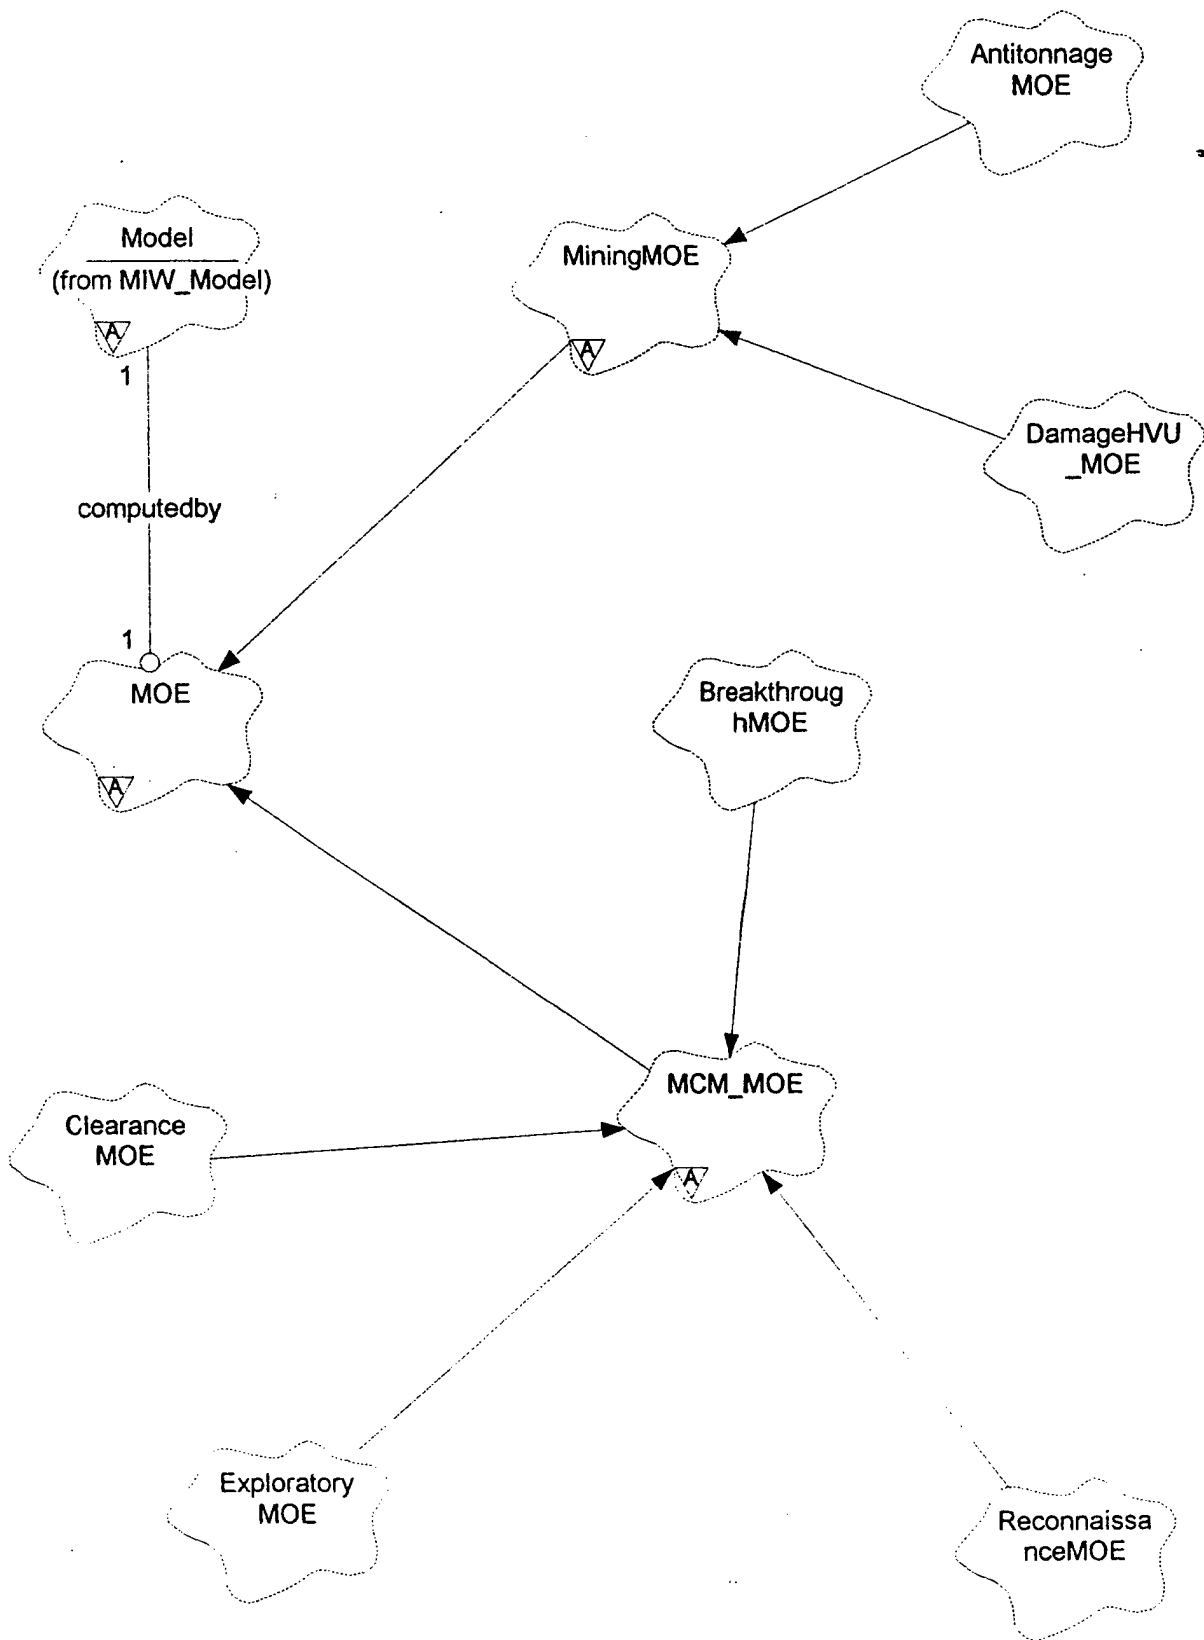 Antitonnage
MOE
Model
(from MIW_Model)
A
1
MiningMOE
A
DamageHVU
_MOE
computedby
1
MOE
A
Breakthroug
hMOE
MCM_MOE
A
Clearance
MOE
Exploratory
MOE
Reconnaissa
nceMOE